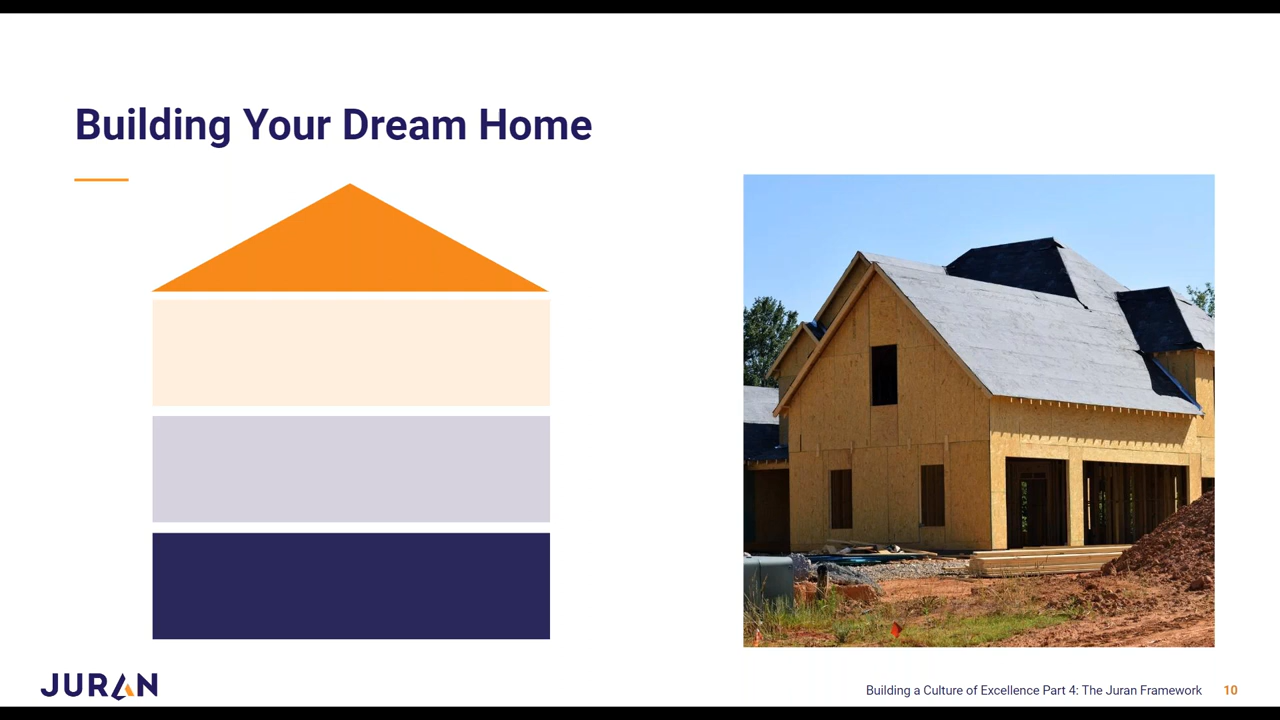 Building Your Dream Home
JURAN
Building a Culture of Excellence Part 4: The Juran Framework 10